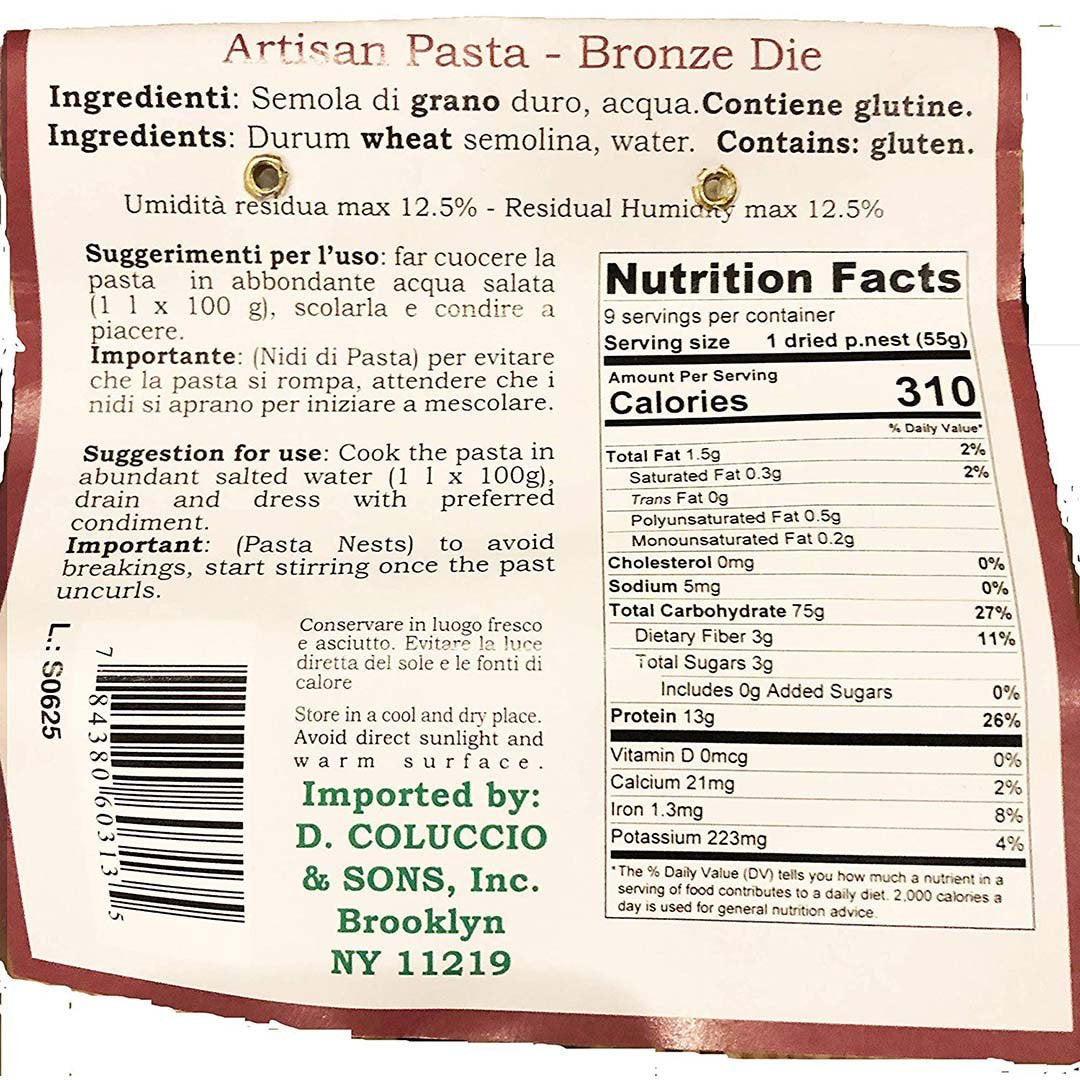 Artisan Pasta - Bronze Die
Ingredienti: Semola di grano duro, acqua.Contiene glutine.
Ingredients: Durum wheat semolina, water. Contains: gluten.
Umidità residua max 12.5% - Residual Humidity max 12.5%
Suggerimenti per l'uso: far cuocere la
pasta in abbondante acqua salata
(1 l x 100 g), scolarla e condire a
piacere.
Importante: (Nidi di Pasta) per evitare
che la pasta si rompa, attendere che i
nidi si aprano per iniziare a mescolare.
Suggestion for use: Cook the pasta in
abundant salted water (1 l x 100g),
drain and dress with preferred
condiment.
Important: (Pasta Nests) to avoid
breakings, start stirring once the past
uncurls.
L.: S0625
7 84380 60313 5
Conservare in luogo fresco
e asciutto. Evitare la luce
diretta del sole e le fonti di
calore
Store in a cool and dry place.
Avoid direct sunlight and
warm surface.
Imported by:
D. COLUCCIO
& SONS, Inc.
Brooklyn
NY 11219
Nutrition Facts
9 servings per container
Serving size 1 dried p.nest (55g)
Amount Per Serving
Calories 310
% Daily Value*
Total Fat 1.5g 2%
Saturated Fat 0.3g 2%
Trans Fat 0g
Polyunsaturated Fat 0.5g
Monounsaturated Fat 0.2g
Cholesterol 0mg 0%
Sodium 5mg 0%
Total Carbohydrate 75g 27%
Dietary Fiber 3g 11%
Total Sugars 3g
Includes 0g Added Sugars 0%
Protein 13g 26%
Vitamin D 0mcg 0%
Calcium 21mg 2%
Iron 1.3mg 8%
Potassium 223mg 4%
*The % Daily Value (DV) tells you how much a nutrient in a
serving of food contributes to a daily diet. 2,000 calories a
day is used for general nutrition advice.